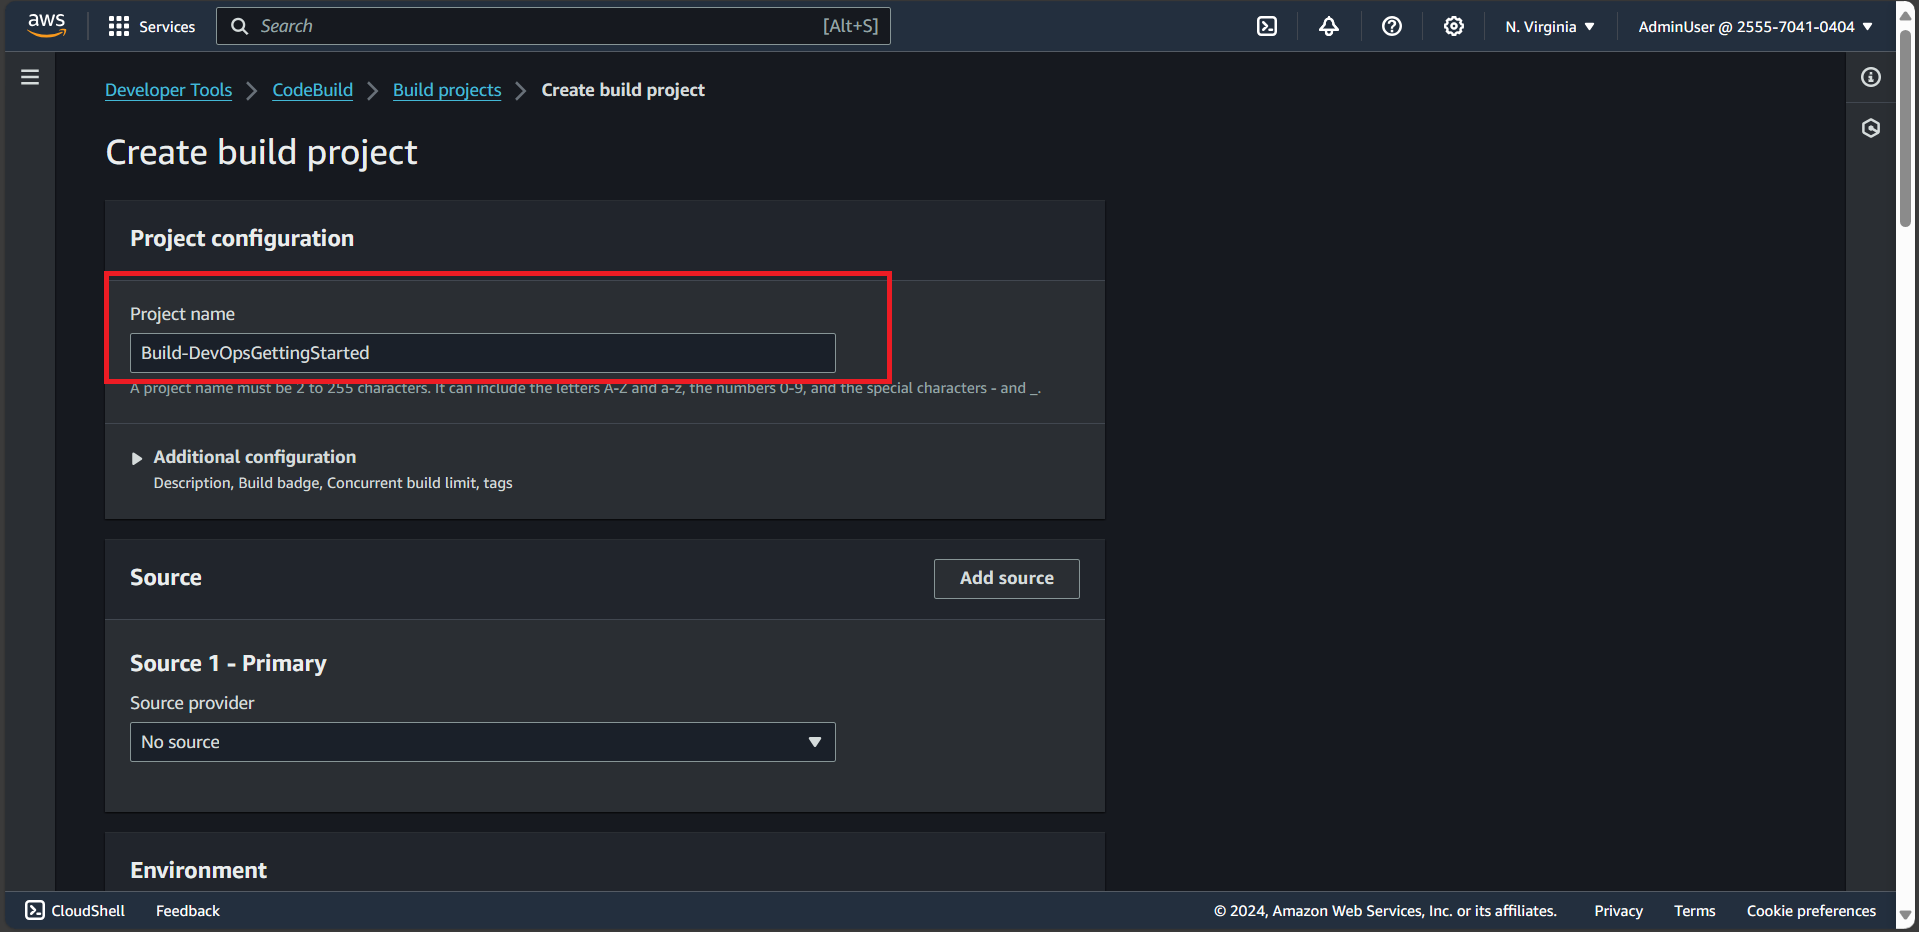 aws
Services
Search
[Alt+S]
N. Virginia
AdminUser @ 2555-7041-0404
Developer Tools
CodeBuild
Build projects
Create build project
Create build project
Project configuration
Project name
Build-DevOpsGettingStarted
A project name must be 2 to 255 characters. It can include the letters A-Z and a-z, the numbers 0-9, and the special characters - and _.
Additional configuration
Description, Build badge, Concurrent build limit, tags
Source
Add source
Source 1 - Primary
Source provider
No source
Environment
CloudShell
Feedback
© 2024, Amazon Web Services, Inc. or its affiliates.
Privacy
Terms
Cookie preferences